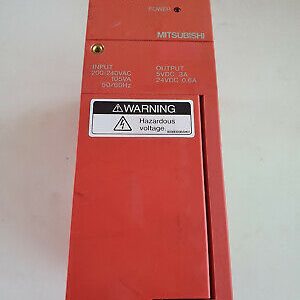 POWER
MITSUBISHI
INPUT
200/240VAC
105VA
50/60Hz
OUTPUT
5VDC 3A
24VDC 0.6A
WARNING
Hazardous
voltage.